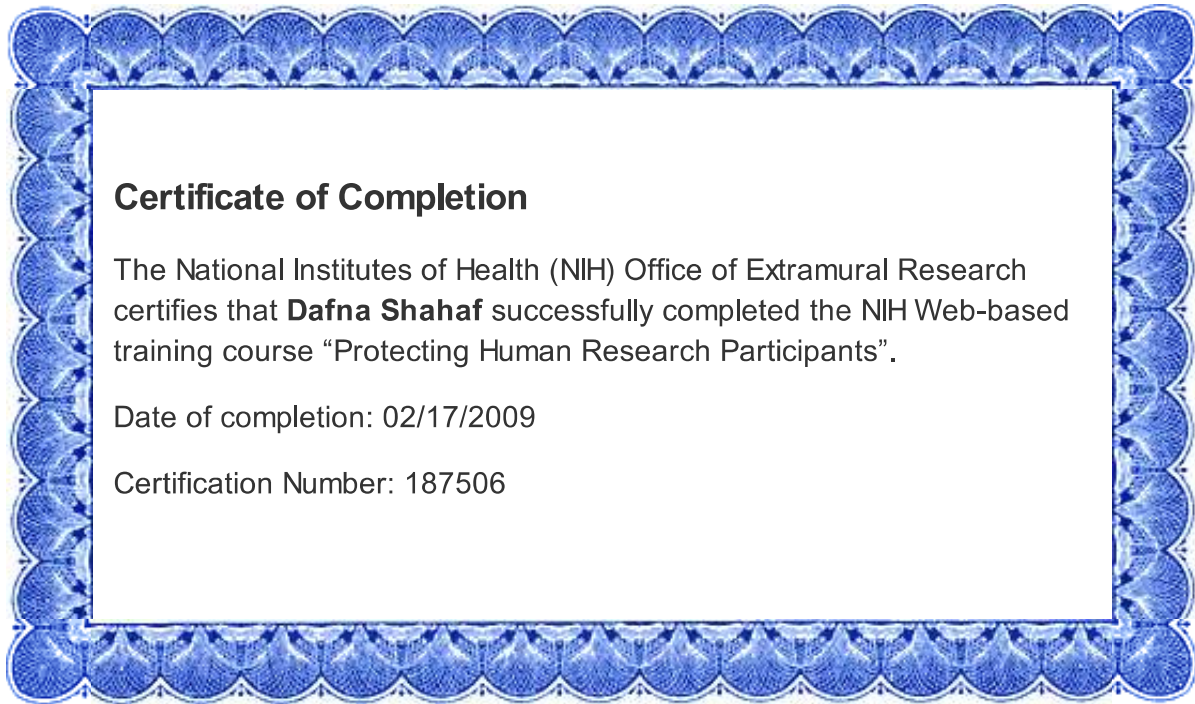 Certificate of Completion
The National Institutes of Health (NIH) Office of Extramural Research
certifies that Dafna Shahaf successfully completed the NIH Web-based
training course “Protecting Human Research Participants”.
Date of completion: 02/17/2009
Certification Number: 187506